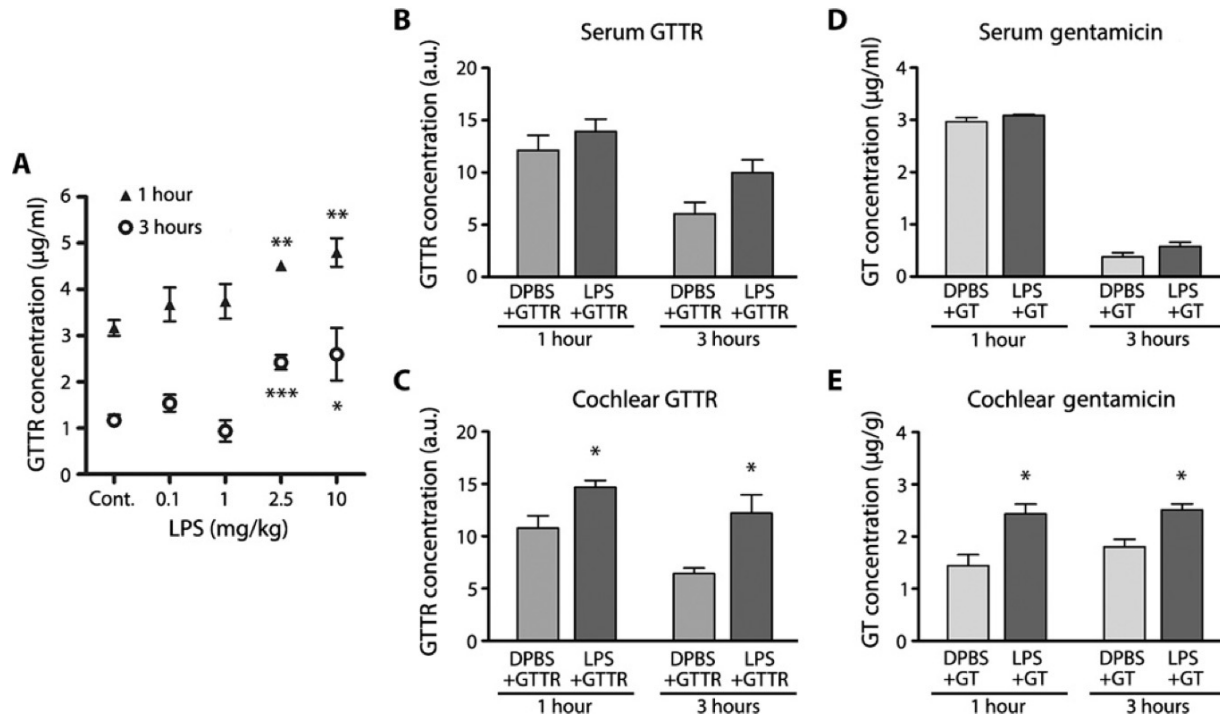 A
GTTR concentration (µg/ml)
6
5
4
3
2
1
0
1 hour
3 hours
**
**
***
*
Cont.
0.1
1
2.5
10
LPS (mg/kg)
B
Serum GTTR
GTTR concentration (a.u.)
20
15
10
5
0
DPBS LPS DPBS LPS
+GTTR +GTTR +GTTR +GTTR
1 hour 3 hours
C
Cochlear GTTR
GTTR concentration (a.u.)
20
15
10
5
0
*
*
DPBS LPS DPBS LPS
+GTTR +GTTR +GTTR +GTTR
1 hour 3 hours
D
Serum gentamicin
GT concentration (µg/ml)
4
3
2
1
0
DPBS LPS DPBS LPS
+GT +GT +GT +GT
1 hour 3 hours
E
Cochlear gentamicin
GT concentration (µg/g)
4
3
2
1
0
*
*
DPBS LPS DPBS LPS
+GT +GT +GT +GT
1 hour 3 hours